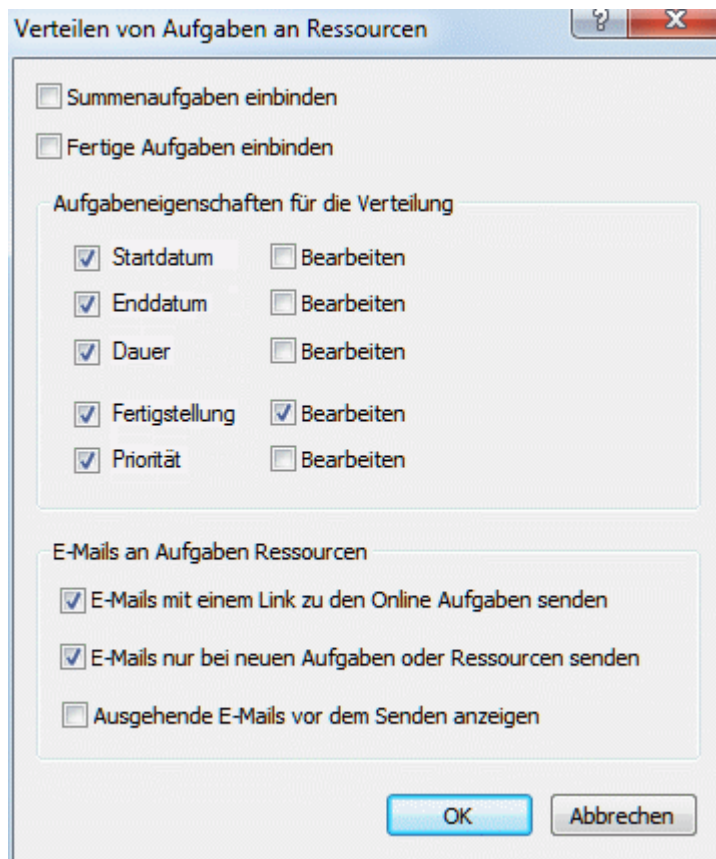 Verteilen von Aufgaben an Ressourcen
Summenaufgaben einbinden
Fertige Aufgaben einbinden
Aufgabeneigenschaften für die Verteilung
Startdatum Bearbeiten
Enddatum Bearbeiten
Dauer Bearbeiten
Fertigstellung Bearbeiten
Priorität Bearbeiten
E-Mails an Aufgaben Ressourcen
E-Mails mit einem Link zu den Online Aufgaben senden
E-Mails nur bei neuen Aufgaben oder Ressourcen senden
Ausgehende E-Mails vor dem Senden anzeigen
OK Abbrechen